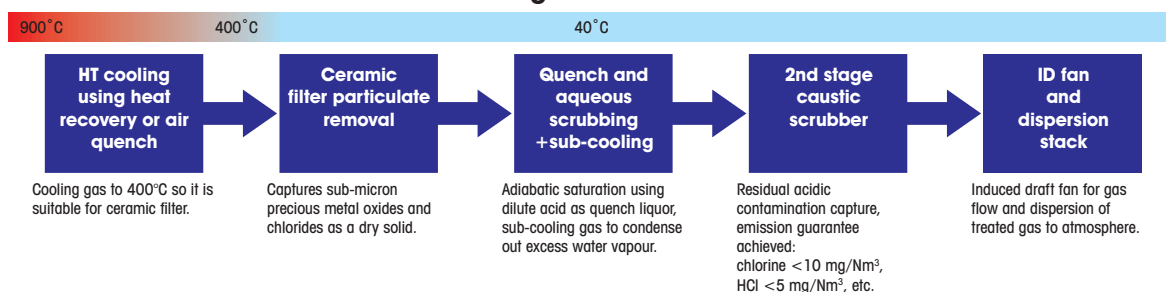 900˚C 400˚C 40˚C
HT cooling
using heat
recovery or air
quench
Cooling gas to 400°C so it is
suitable for ceramic filter.
Ceramic
filter particulate
removal
Captures sub-micron
precious metal oxides and
chlorides as a dry solid.
Quench and
aqueous
scrubbing
+sub-cooling
Adiabatic saturation using
dilute acid as quench liquor,
sub-cooling gas to condense
out excess water vapour.
2nd stage
caustic
scrubber
Residual acidic
contamination capture,
emission guarantee
achieved:
chlorine <10 mg/Nm³,
HCl <5 mg/Nm³, etc.
ID fan
and
dispersion
stack
Induced draft fan for gas
flow and dispersion of
treated gas to atmosphere.